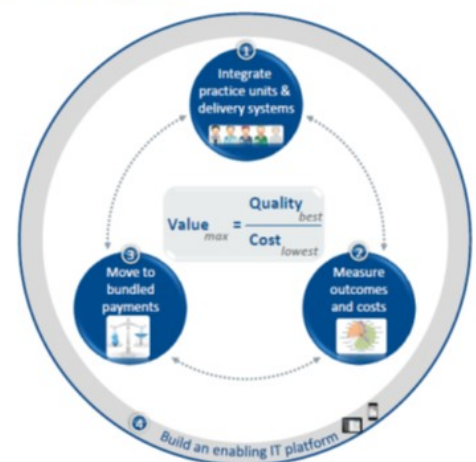 1
Integrate
practice units &
delivery systems
Quality
best
Value
max
=
Cost
lowest
3
Move to
bundled
payments
2
Measure
outcomes
and costs
4
Build an enabling IT platform